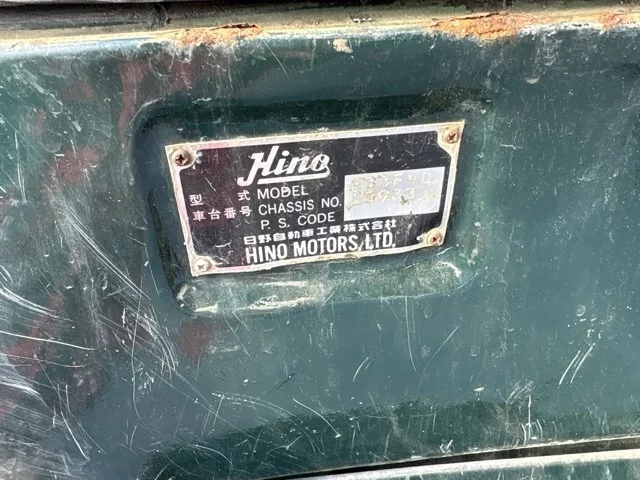 Hino
型式 MODEL
車台番号 CHASSIS NO.
P. S. CODE
日野自動車工業株式会社
HINO MOTORS, LTD.